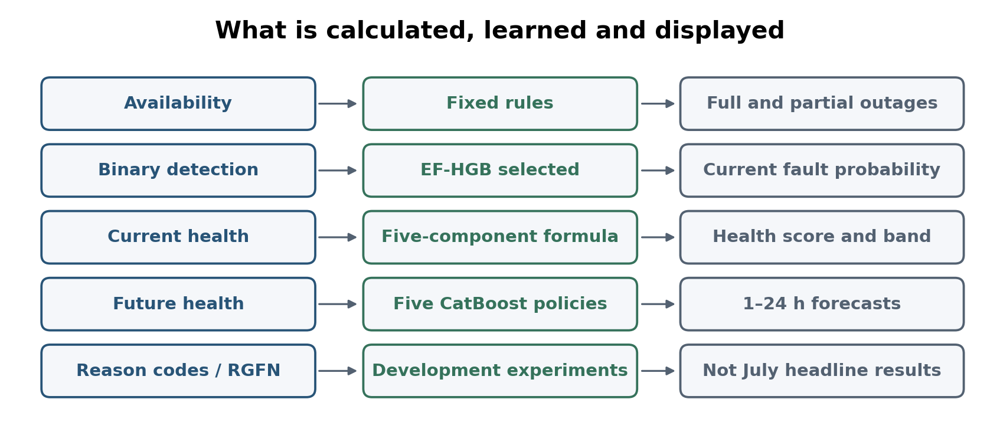 What is calculated, learned and displayed
Availability
Fixed rules
Full and partial outages
Binary detection
EF-HGB selected
Current fault probability
Current health
Five-component formula
Health score and band
Future health
Five CatBoost policies
1–24 h forecasts
Reason codes / RGFN
Development experiments
Not July headline results